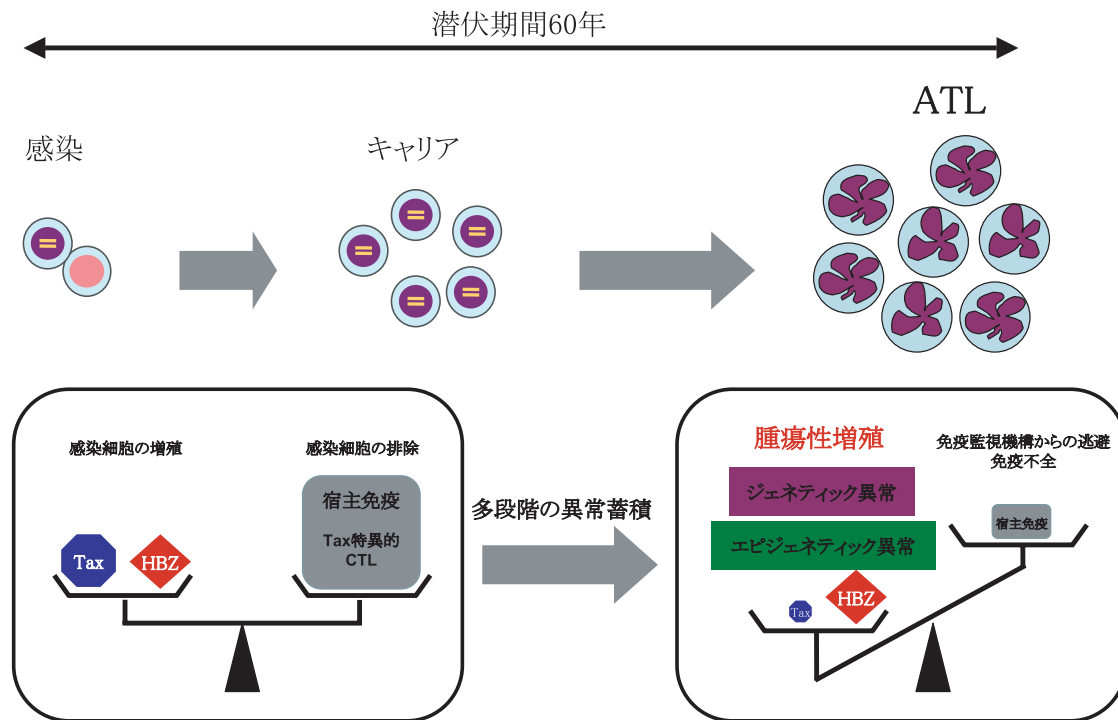 潜伏期間60年
感染
キャリア
ATL
感染細胞の増殖
感染細胞の排除
宿主免疫
Tax特異的
CTL
Tax
HBZ
多段階の異常蓄積
腫瘍性増殖
免疫監視機構からの逃避
免疫不全
ジェネティック異常
エピジェネティック異常
宿主免疫
Tax
HBZ